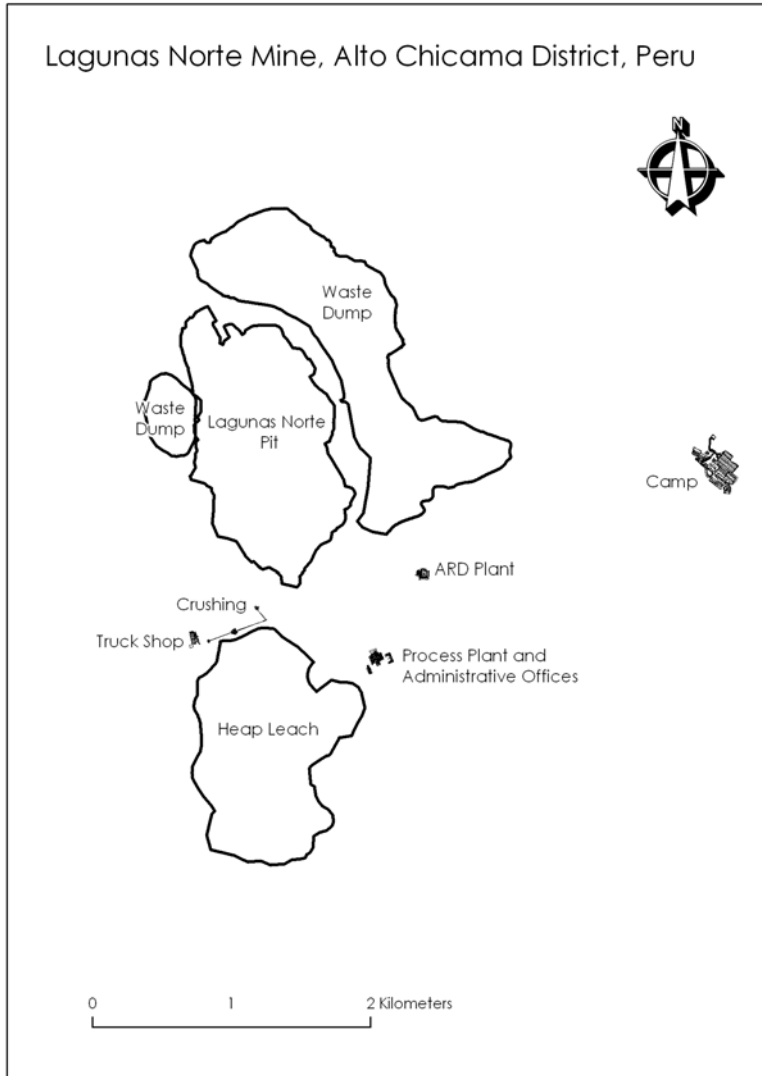 Lagunas Norte Mine, Alto Chicama District, Peru
N
Waste
Dump
Waste
Dump
Lagunas Norte
Pit
Camp
ARD Plant
Crushing
Truck Shop
Process Plant and
Administrative Offices
Heap Leach
0 1 2 Kilometers